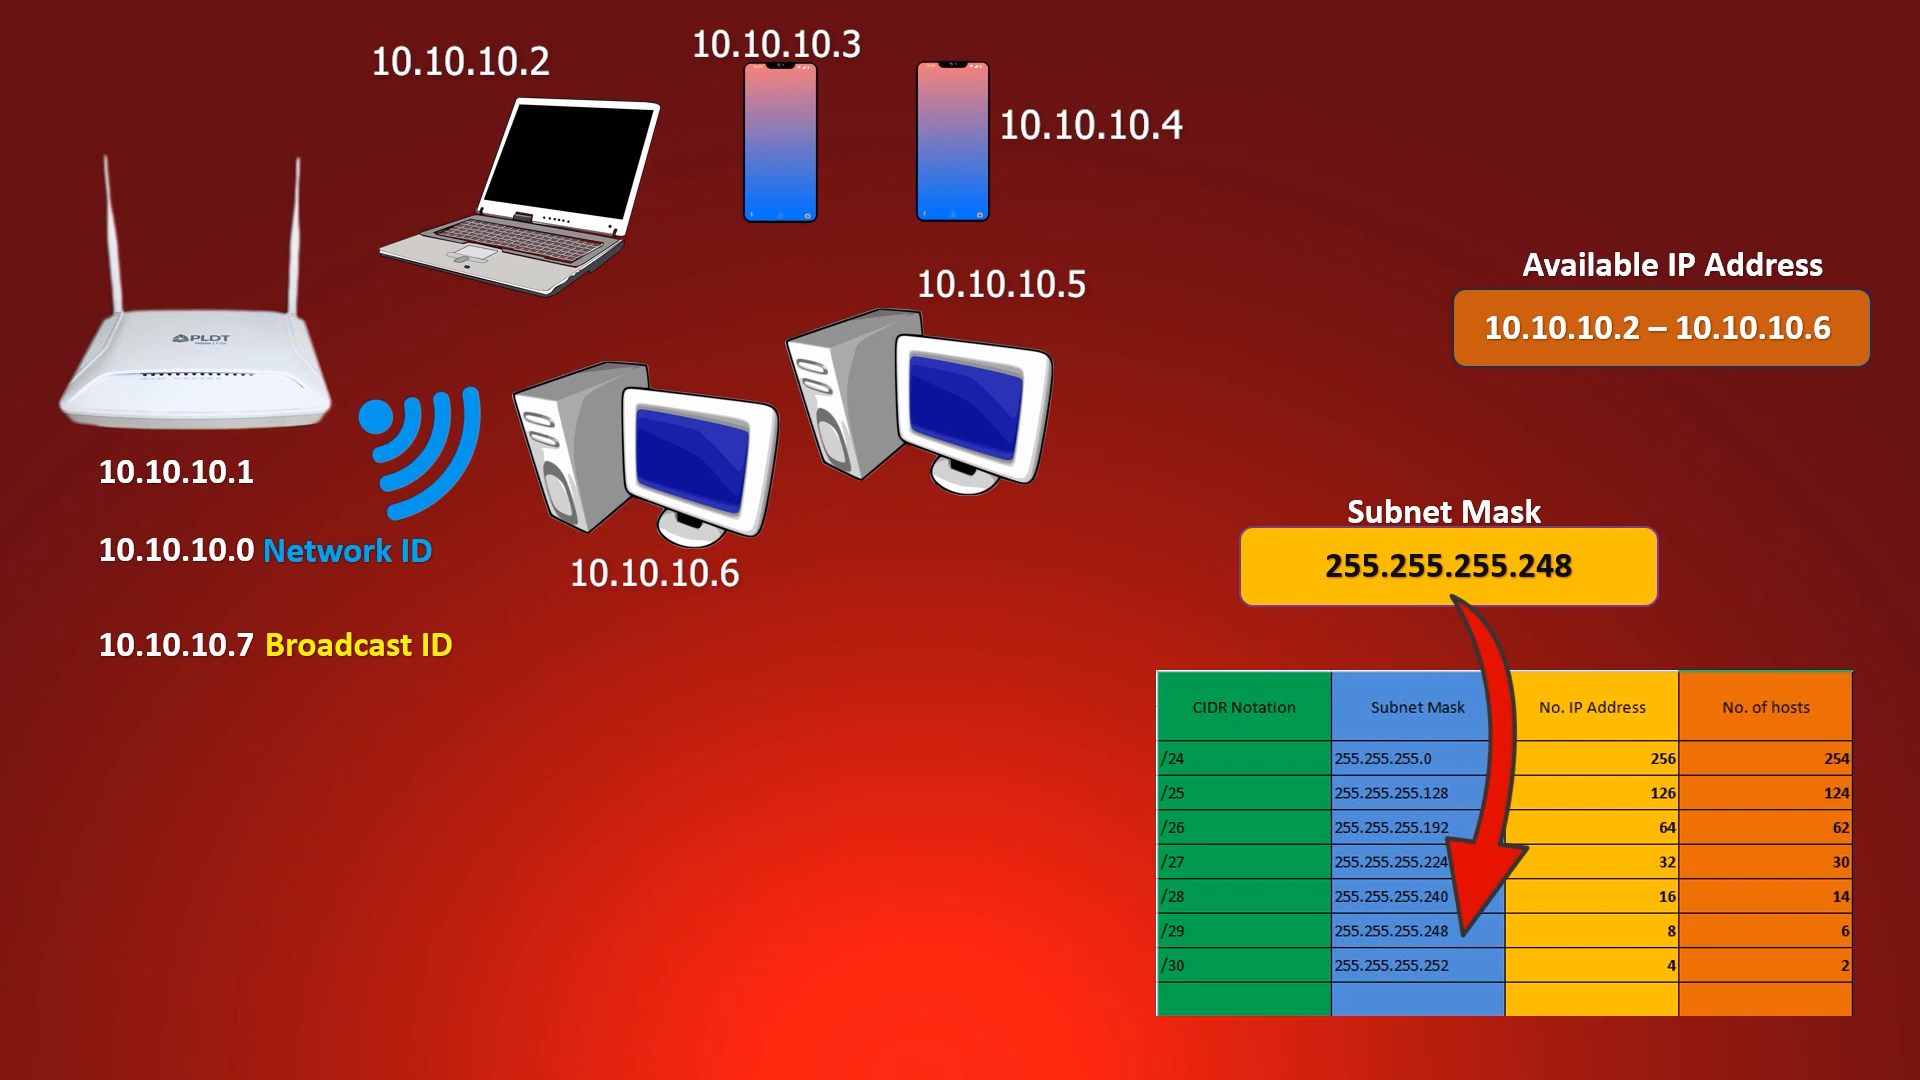 10.10.10.2
10.10.10.3
10.10.10.4
10.10.10.5
10.10.10.6
PLDT
10.10.10.1
10.10.10.0 Network ID
10.10.10.7 Broadcast ID
Available IP Address
10.10.10.2 – 10.10.10.6
Subnet Mask
255.255.255.248
CIDR Notation Subnet Mask No. IP Address No. of hosts
/24 255.255.255.0 256 254
/25 255.255.255.128 126 124
/26 255.255.255.192 64 62
/27 255.255.255.224 32 30
/28 255.255.255.240 16 14
/29 255.255.255.248 8 6
/30 255.255.255.252 4 2